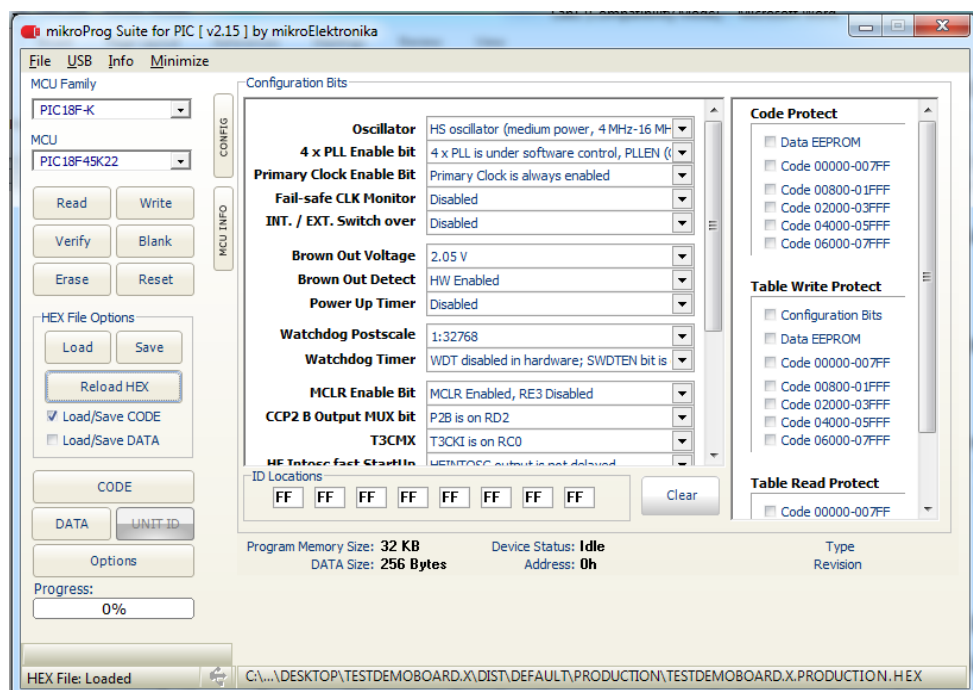 mikroProg Suite for PIC [ v2.15 ] by mikroElektronika
File USB Info Minimize
MCU Family
PIC18F-K
MCU
PIC18F45K22
Read Write
Verify Blank
Erase Reset
HEX File Options
Load Save
Reload HEX
Load/Save CODE
Load/Save DATA
CODE
DATA UNIT ID
Options
Progress:
0%
CONFIG
MCU INFO
Configuration Bits
Oscillator HS oscillator (medium power, 4 MHz-16 MH
4 x PLL Enable bit 4 x PLL is under software control, PLLEN (
Primary Clock Enable Bit Primary Clock is always enabled
Fail-safe CLK Monitor Disabled
INT. / EXT. Switch over Disabled
Brown Out Voltage 2.05 V
Brown Out Detect HW Enabled
Power Up Timer Disabled
Watchdog Postscale 1:32768
Watchdog Timer WDT disabled in hardware; SWDTEN bit is
MCLR Enable Bit MCLR Enabled, RE3 Disabled
CCP2 B Output MUX bit P2B is on RD2
T3CMX T3CKI is on RC0
HF Intosc fast StartUp HFINTOSC output is not delayed
ID Locations
FF FF FF FF FF FF FF FF
Clear
Code Protect
Data EEPROM
Code 00000-007FF
Code 00800-01FFF
Code 02000-03FFF
Code 04000-05FFF
Code 06000-07FFF
Table Write Protect
Configuration Bits
Data EEPROM
Code 00000-007FF
Code 00800-01FFF
Code 02000-03FFF
Code 04000-05FFF
Code 06000-07FFF
Table Read Protect
Code 00000-007FF
Program Memory Size: 32 KB Device Status: Idle Type
DATA Size: 256 Bytes Address: 0h Revision
HEX File: Loaded C:\...\DESKTOP\TESTDEMOBOARD.X\DIST\DEFAULT\PRODUCTION\TESTDEMOBOARD.X.PRODUCTION.HEX